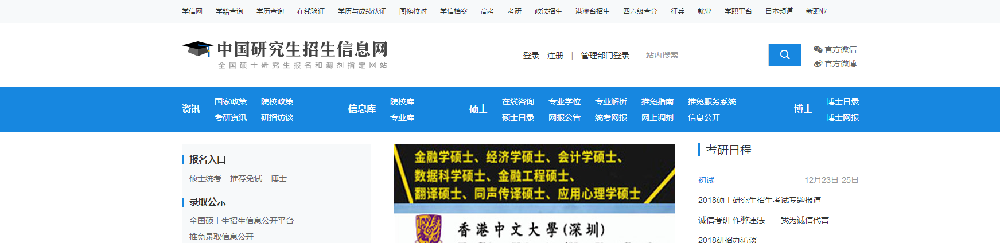 学信网 学籍查询 学历查询 在线验证 学历与成绩认证 图像校对 学信档案 高考 考研 政法招生 港澳台招生 四六级查分 征兵 就业 学职平台 日本频道 新职业
中国研究生招生信息网
全国硕士研究生报名和调剂指定网站
登录 注册 | 管理部门登录
站内搜索
官方微信
官方微博
资讯
国家政策 院校政策
考研资讯 研招访谈
信息库
院校库
专业库
硕士
在线咨询 专业学位 专业解析 推免指南 推免服务系统
硕士目录 网报公告 统考网报 网上调剂 信息公开
博士
博士目录
博士网报
报名入口
硕士统考 推荐免试 博士
录取公示
全国硕士生招生信息公开平台
推免录取信息公开
金融学硕士、经济学硕士、会计学硕士、
数据科学硕士、金融工程硕士、
翻译硕士、同声传译硕士、应用心理学硕士
香港中文大學(深圳)
考研日程
初试 12月23日-25日
2018硕士研究生招生考试专题报道
诚信考研 作弊违法——我为诚信代言
2018研招办访谈